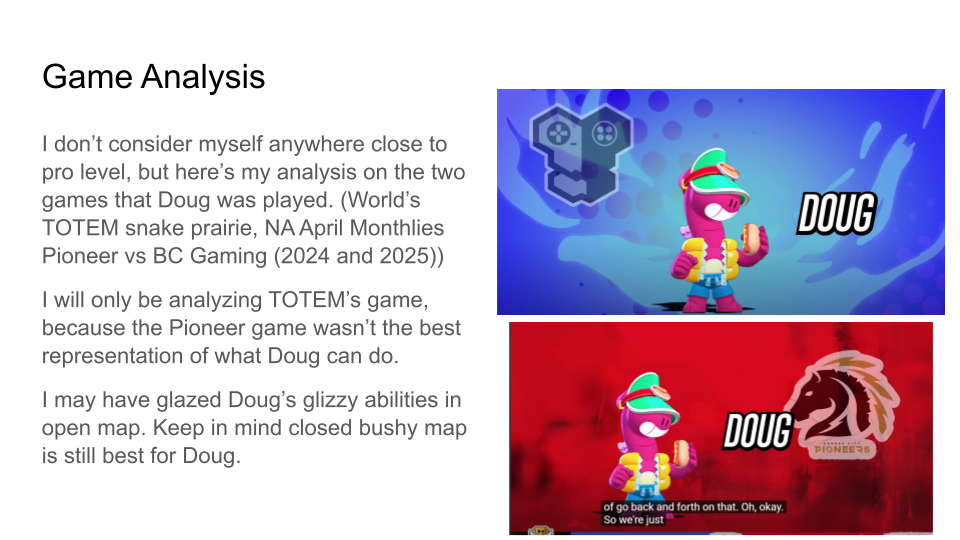 Game Analysis
I don’t consider myself anywhere close to
pro level, but here’s my analysis on the two
games that Doug was played. (World’s
TOTEM snake prairie, NA April Monthlies
Pioneer vs BC Gaming (2024 and 2025))
I will only be analyzing TOTEM’s game,
because the Pioneer game wasn’t the best
representation of what Doug can do.
I may have glazed Doug’s glizzy abilities in
open map. Keep in mind closed bushy map
is still best for Doug.
DOUG
DOUG
KANSAS CITY
PIONEERS
of go back and forth on that. Oh, okay.
So we're just